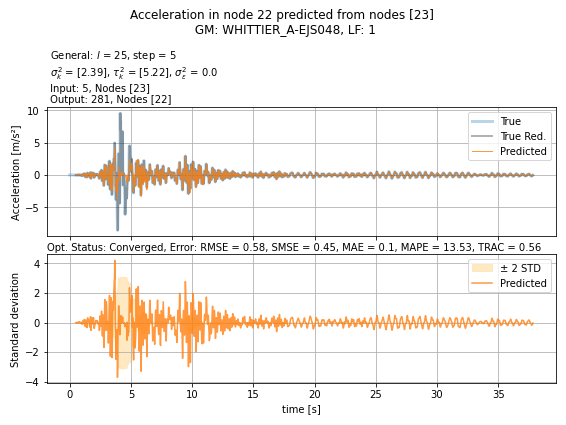 Acceleration in node 22 predicted from nodes [23]
GM: WHITTIER_A-EJS048, LF: 1
General: l = 25, step = 5
σ²ₖ = [2.39], τ²ₖ = [5.22], σ²ε = 0.0
Input: 5, Nodes [23]
Output: 281, Nodes [22]
Acceleration [m/s²]
10
5
0
−5
True
True Red.
Predicted
Opt. Status: Converged, Error: RMSE = 0.58, SMSE = 0.45, MAE = 0.1, MAPE = 13.53, TRAC = 0.56
Standard deviation
4
2
0
−2
−4
± 2 STD
Predicted
0 5 10 15 20 25 30 35
time [s]